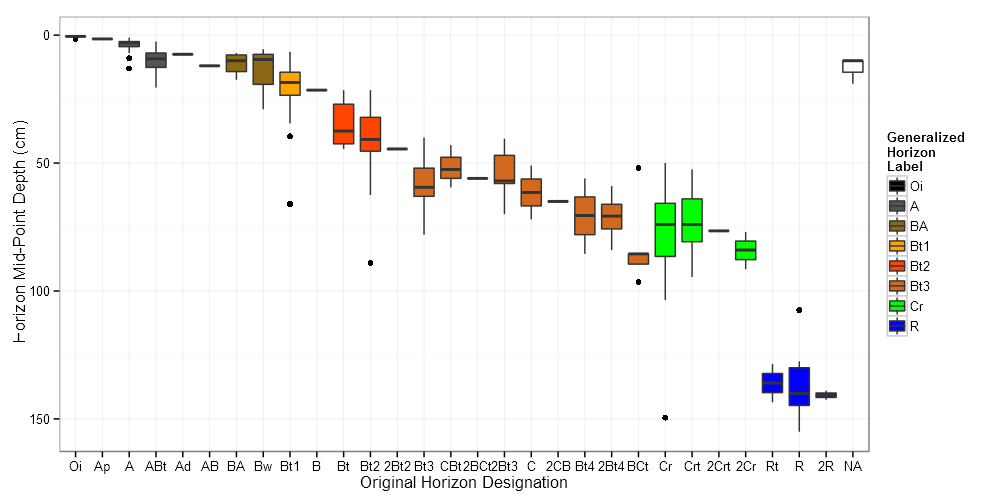 Horizon Mid-Point Depth (cm)
0
50
100
150
Oi Ap A ABt Ad AB BA Bw Bt1 B Bt Bt2 2Bt2 Bt3 CBt 2BCt 2Bt3 C 2CB Bt4 2Bt4 BCt Cr Crt 2Crt 2Cr Rt R 2R NA
Original Horizon Designation
Generalized
Horizon
Label
Oi
A
BA
Bt1
Bt2
Bt3
Cr
R